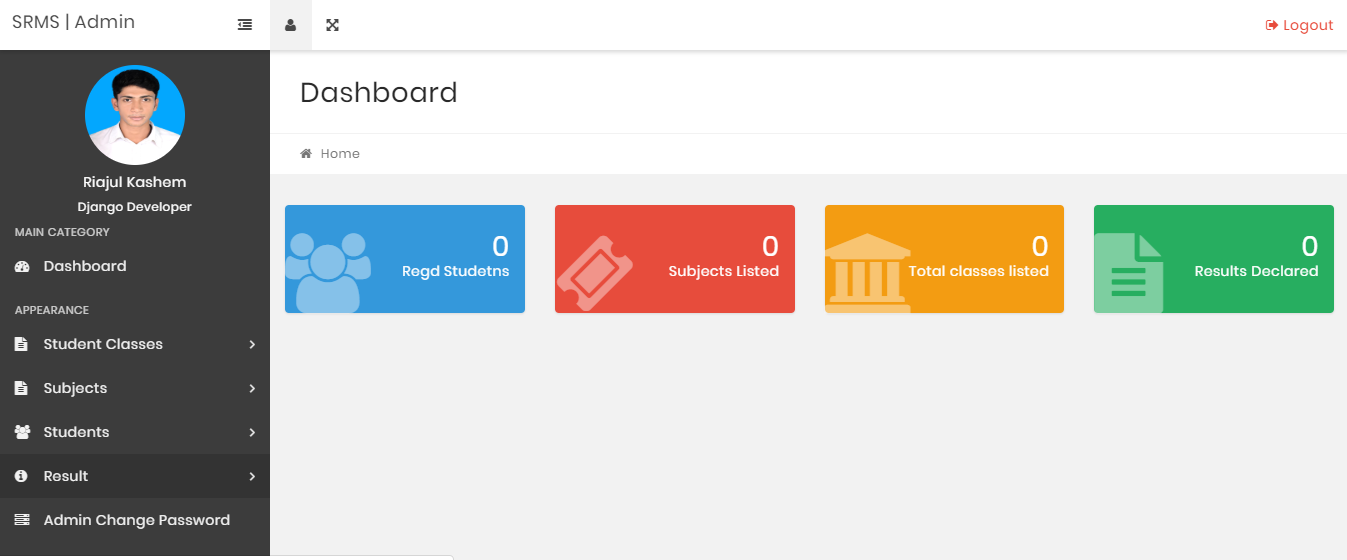 SRMS | Admin
Logout
Riajul Kashem
Django Developer
MAIN CATEGORY
Dashboard
APPEARANCE
Student Classes
Subjects
Students
Result
Admin Change Password
Dashboard
Home
0
Regd Studetns
0
Subjects Listed
0
Total classes listed
0
Results Declared